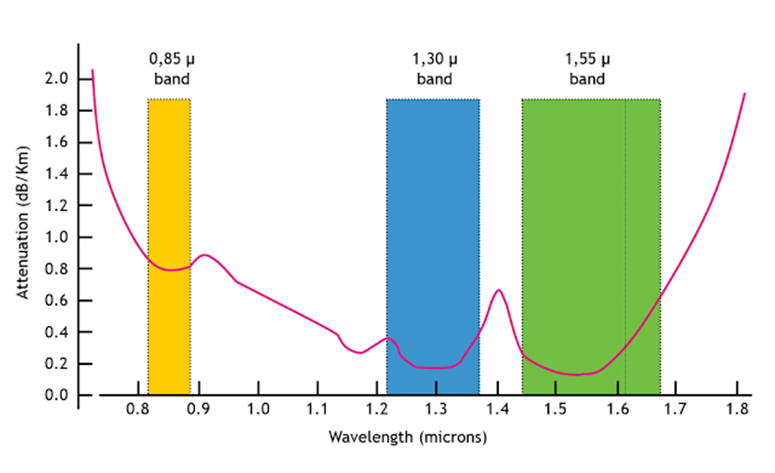 0,85 μ
band
1,30 μ
band
1,55 μ
band
2.0
1.8
1.6
1.4
1.2
1.0
0.8
0.6
0.4
0.2
0.0
Attenuation (dB/Km)
0.8 0.9 1.0 1.1 1.2 1.3 1.4 1.5 1.6 1.7 1.8
Wavelength (microns)